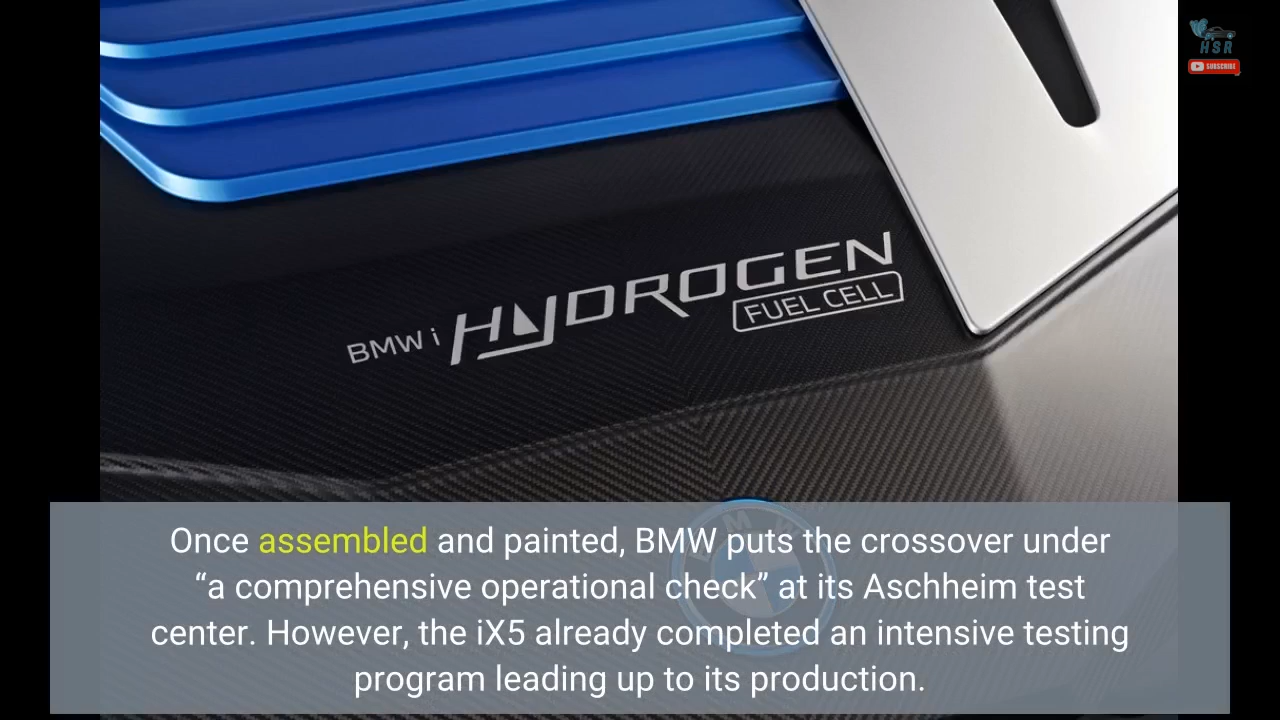 HSR
SUBSCRIBE
BMW i HYDROGEN
FUEL CELL
BMW
Once assembled and painted, BMW puts the crossover under
“a comprehensive operational check” at its Aschheim test
center. However, the iX5 already completed an intensive testing
program leading up to its production.